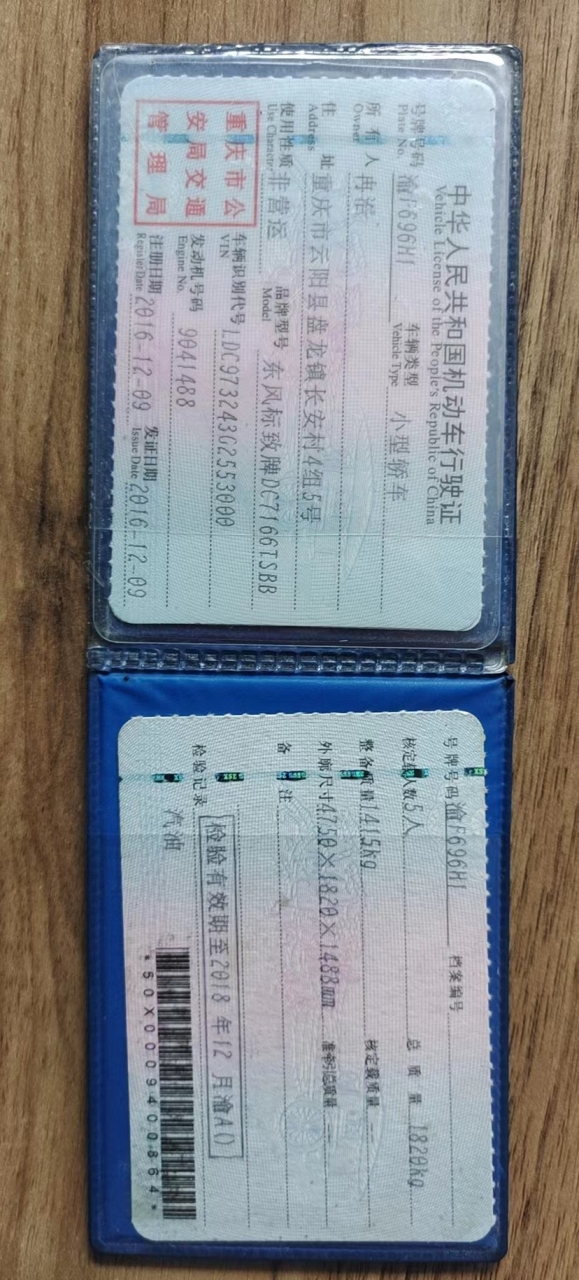 中华人民共和国机动车行驶证
Vehicle License of the People's Republic of China
号牌号码 渝F696H1 车辆类型 小型轿车
Plate No. Vehicle Type
所有人 冉浩
Owner
住址 重庆市云阳县盘龙镇长安村4组5号
Address
使用性质 非营运 品牌型号 东风标致牌DC7166TSBB
Use Character Model
重庆市公
安局交通
管理局
车辆识别代号 LDC973243G2553000
VIN
发动机号码 9041488
Engine No.
注册日期 2016-12-09 发证日期 2016-12-09
Register Date Issue Date
号牌号码 渝F696H1 档案编号
核定载人数 5人 总质量 1820kg
整备质量 1415kg 核定载质量 --
外廓尺寸 4750×1820×1488mm 准牵引总质量 --
备注
检验有效期至2018年12月渝A()
检验记录
汽油
*50X0009400864*